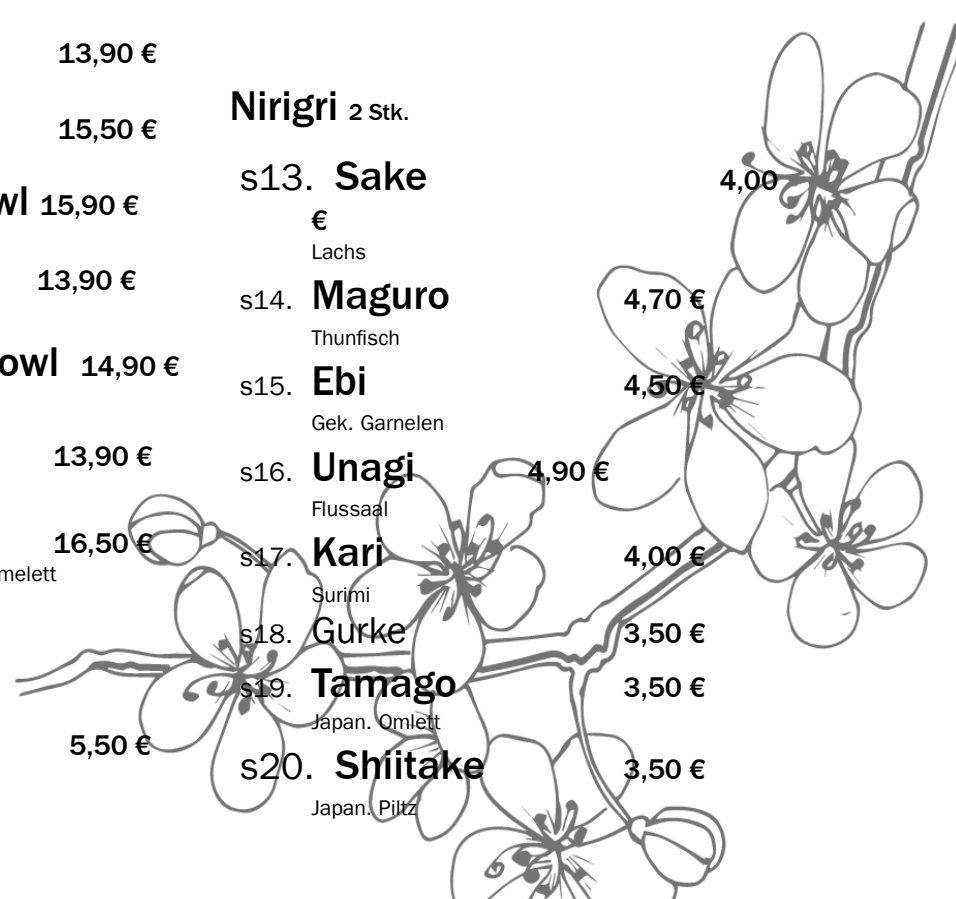 13,90 €
15,50 €
wl 15,90 €
13,90 €
owl 14,90 €
13,90 €
16,50 €
melett
5,50 €
Nirigri 2 Stk.
s13. Sake 4,00
€
Lachs
s14. Maguro 4,70 €
Thunfisch
s15. Ebi 4,50 €
Gek. Garnelen
s16. Unagi 4,90 €
Flussaal
s17. Kari 4,00 €
Surimi
s18. Gurke 3,50 €
s19. Tamago 3,50 €
Japan. Omlett
s20. Shiitake 3,50 €
Japan. Piltz